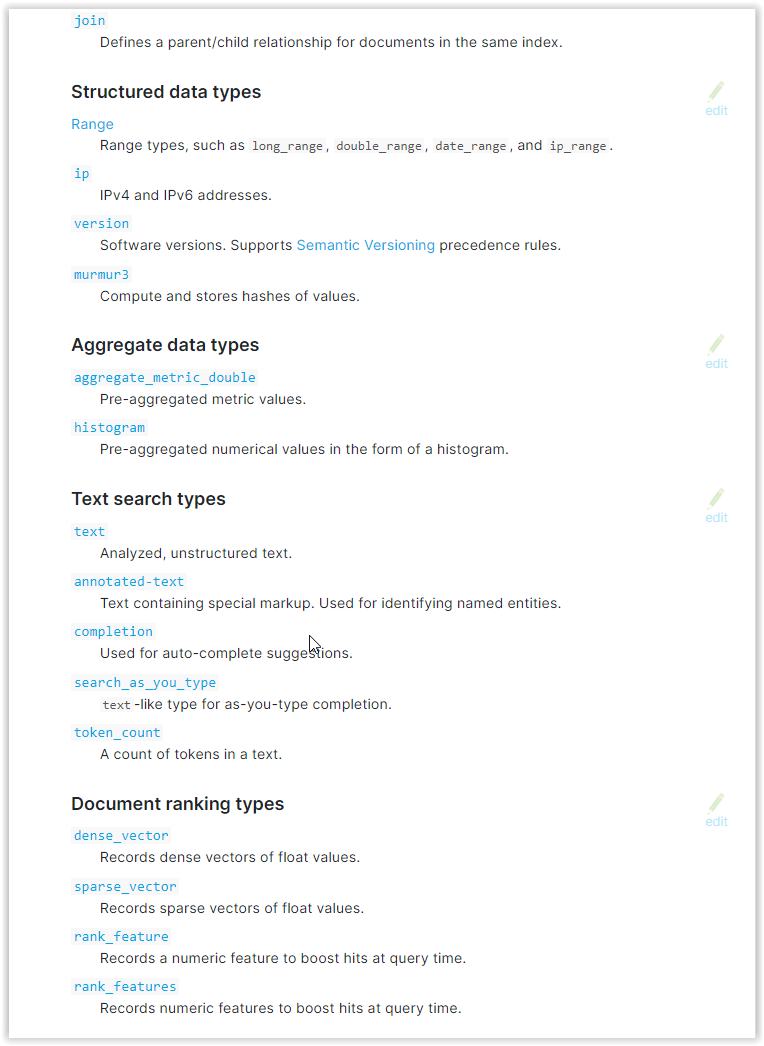 join
Defines a parent/child relationship for documents in the same index.
Structured data types
edit
Range
Range types, such as long_range, double_range, date_range, and ip_range.
ip
IPv4 and IPv6 addresses.
version
Software versions. Supports Semantic Versioning precedence rules.
murmur3
Compute and stores hashes of values.
Aggregate data types
edit
aggregate_metric_double
Pre-aggregated metric values.
histogram
Pre-aggregated numerical values in the form of a histogram.
Text search types
edit
text
Analyzed, unstructured text.
annotated-text
Text containing special markup. Used for identifying named entities.
completion
Used for auto-complete suggestions.
search_as_you_type
text-like type for as-you-type completion.
token_count
A count of tokens in a text.
Document ranking types
edit
dense_vector
Records dense vectors of float values.
sparse_vector
Records sparse vectors of float values.
rank_feature
Records a numeric feature to boost hits at query time.
rank_features
Records numeric features to boost hits at query time.